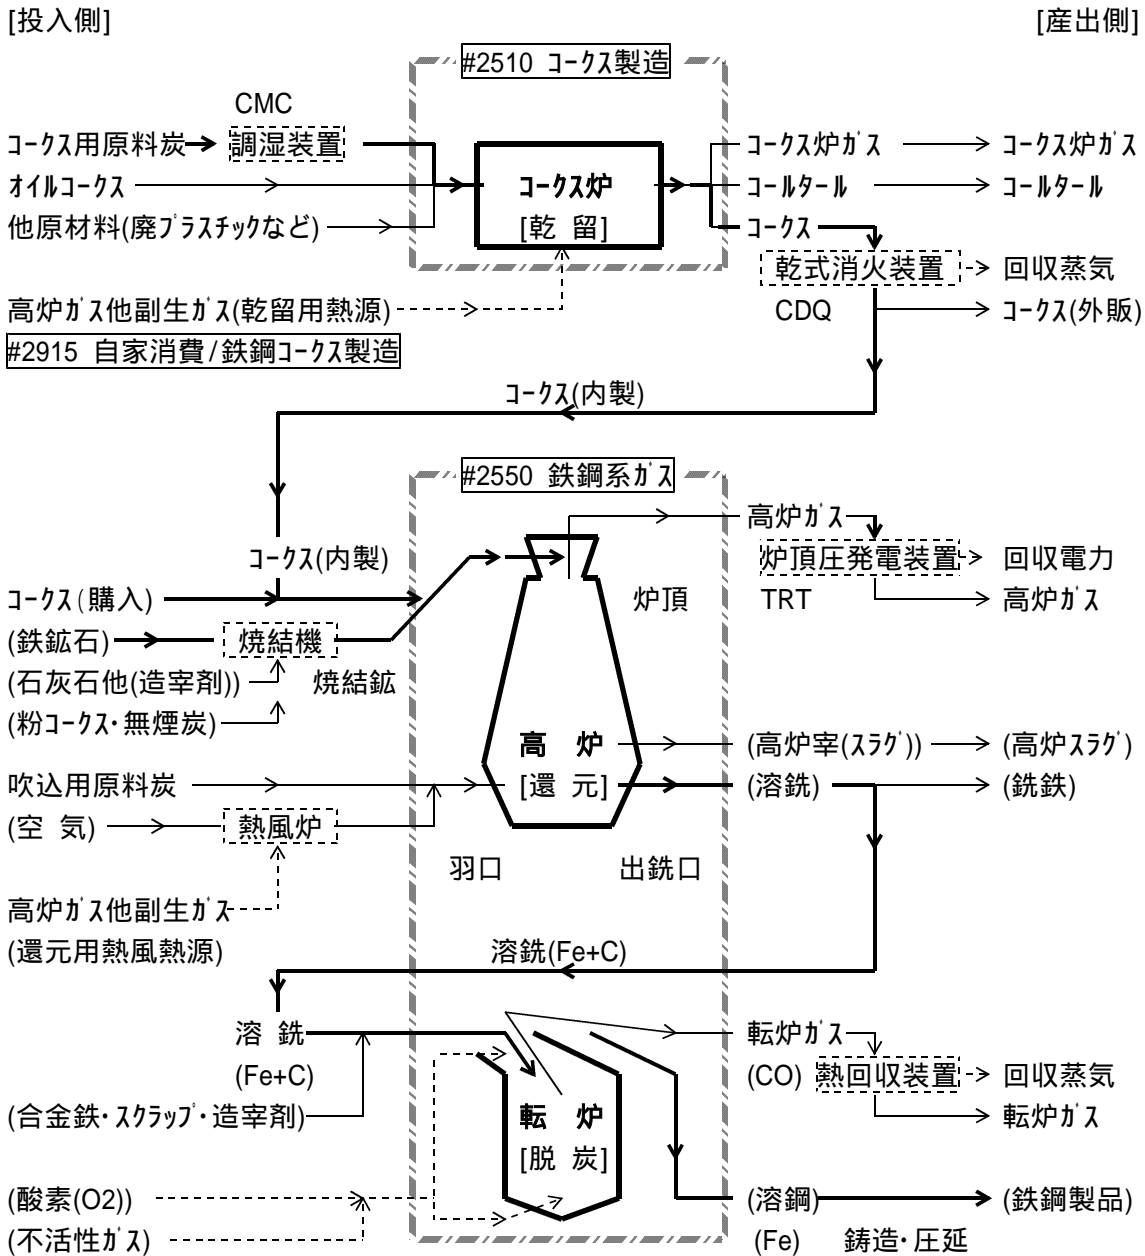 [投入側] [産出側]
#2510 ｺｰｸｽ製造
CMC
ｺｰｸｽ用原料炭 調湿装置 ｺｰｸｽ炉ｶﾞｽ ｺｰｸｽ炉ｶﾞｽ
ｵｲﾙｺｰｸｽ ｺｰｸｽ炉 ｺｰﾙﾀｰﾙ ｺｰﾙﾀｰﾙ
他原材料(廃ﾌﾟﾗｽﾁｯｸなど) [乾 留] ｺｰｸｽ
乾式消火装置 回収蒸気
高炉ｶﾞｽ他副生ｶﾞｽ(乾留用熱源) CDQ ｺｰｸｽ(外販)
#2915 自家消費/鉄鋼ｺｰｸｽ製造
ｺｰｸｽ(内製)
#2550 鉄鋼系ｶﾞｽ
高炉ｶﾞｽ
ｺｰｸｽ(内製) 炉頂圧発電装置 回収電力
ｺｰｸｽ(購入) 炉頂 TRT 高炉ｶﾞｽ
(鉄鉱石) 焼結機
(石灰石他(造宰剤)) 焼結鉱
(粉ｺｰｸｽ･無煙炭)
高 炉 (高炉宰(ｽﾗｸﾞ)) (高炉ｽﾗｸﾞ)
吹込用原料炭 [還 元] (溶銑) (銑鉄)
(空 気) 熱風炉
羽口 出銑口
高炉ｶﾞｽ他副生ｶﾞｽ
(還元用熱風熱源) 溶銑(Fe+C)
溶 銑 転炉ｶﾞｽ
(Fe+C) (CO) 熱回収装置 回収蒸気
(合金鉄･ｽｸﾗｯﾌﾟ･造宰剤) 転 炉 転炉ｶﾞｽ
[脱 炭]
(酸素(O2)) (溶鋼) (鉄鋼製品)
(不活性ｶﾞｽ) (Fe) 鋳造･圧延